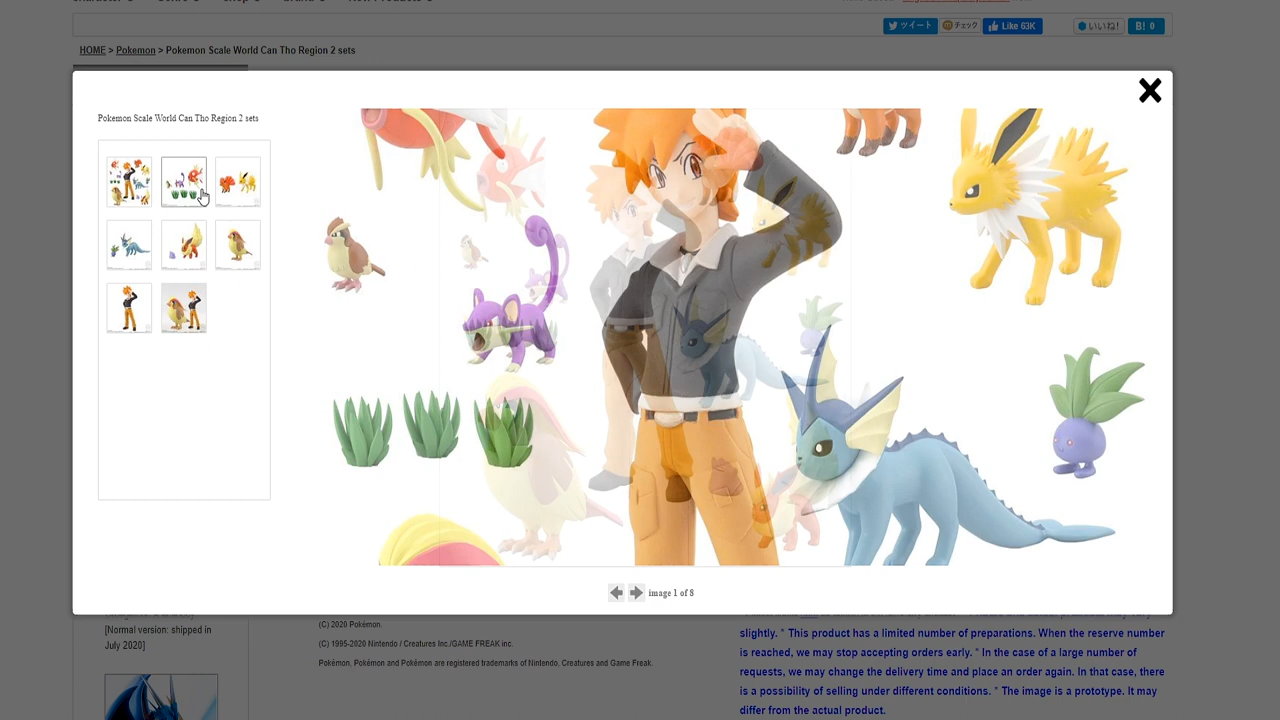 ツイート
チェック
Like 63K
いいね!
B! 0
HOME > Pokemon > Pokemon Scale World Can Tho Region 2 sets
Pokemon Scale World Can Tho Region 2 sets
image 1 of 8
[Normal version: shipped in
July 2020]
(C) 2020 Pokémon.
(C) 1995-2020 Nintendo / Creatures Inc./GAME FREAK inc.
Pokémon, Pokémon and Pokémon are registered trademarks of Nintendo, Creatures and Game Freak.
slightly. * This product has a limited number of preparations. When the reserve number
is reached, we may stop accepting orders early. * In the case of a large number of
requests, we may change the delivery time and place an order again. In that case, there
is a possibility of selling under different conditions. * The image is a prototype. It may
differ from the actual product.